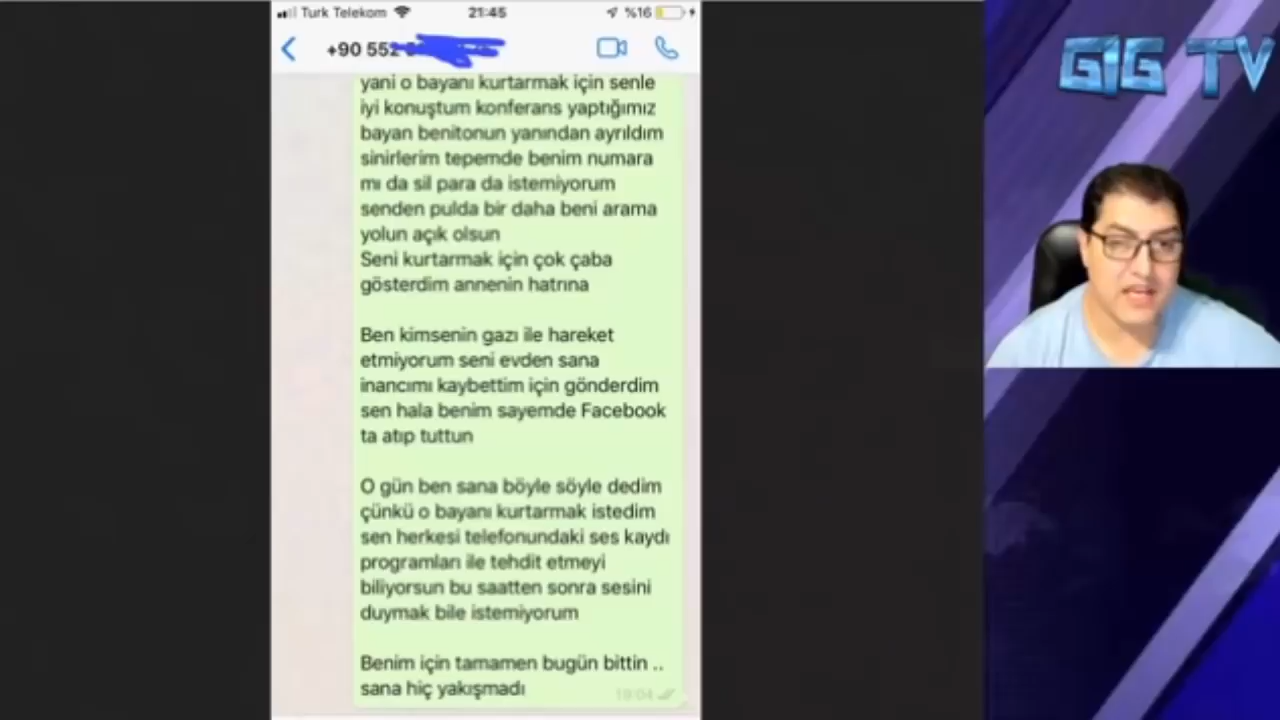 Turk Telekom
21:45
%16
+90 552
GIG TV
yani o bayanı kurtarmak için senle
iyi konuştum konferans yaptığımız
bayan benitonun yanından ayrıldım
sinirlerim tepemde benim numara
mı da sil para da istemiyorum
senden pulda bir daha beni arama
yolun açık olsun
Seni kurtarmak için çok çaba
gösterdim annenin hatrına
Ben kimsenin gazı ile hareket
etmiyorum seni evden sana
inancımı kaybettim için gönderdim
sen hala benim sayemde Facebook
ta atıp tuttun
O gün ben sana böyle söyle dedim
çünkü o bayanı kurtarmak istedim
sen herkesi telefonundaki ses kaydı
programları ile tehdit etmeyi
biliyorsun bu saatten sonra sesini
duymak bile istemiyorum
Benim için tamamen bugün bittin ..
sana hiç yakışmadı
19:04